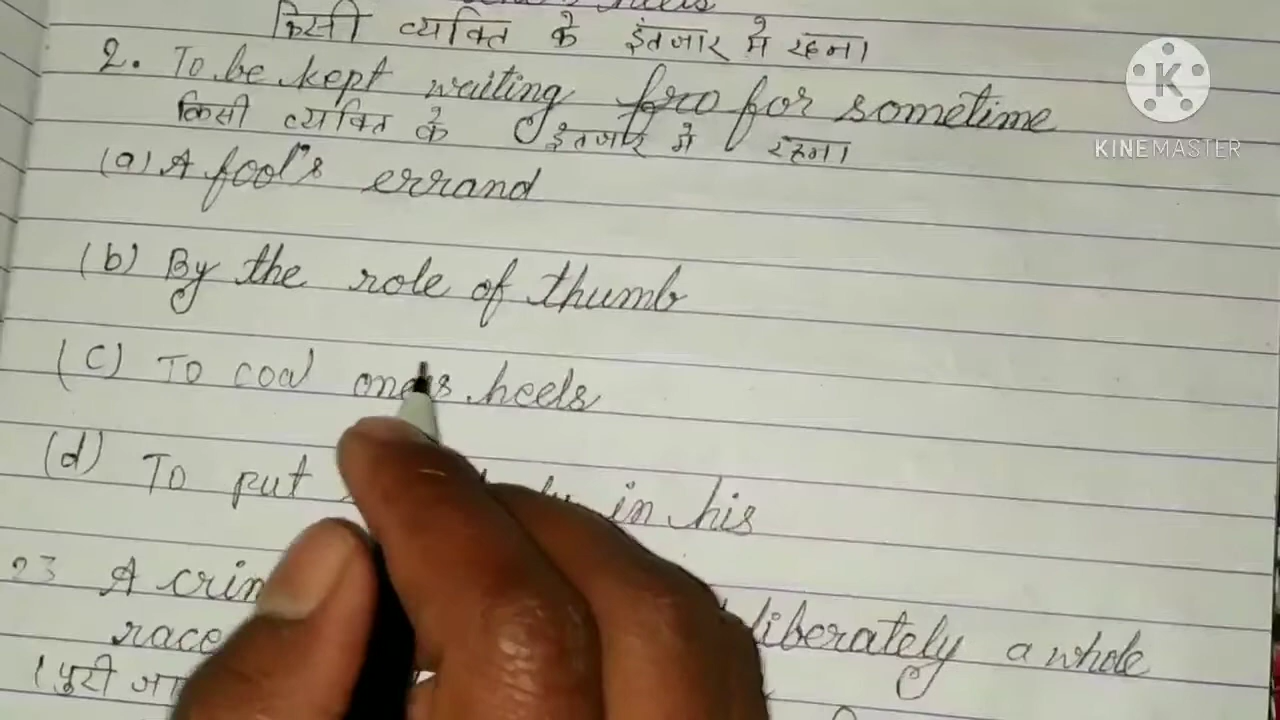 किसी व्यक्ति के इंतजार मे रहना
2. To be kept waiting fro for sometime
किसी व्यक्ति के इंतजार मे रहना
(a) A fool's errand
(b) By the role of thumb
(c) To coal one's heels
(d) To put in his
23 A crim liberately a whole
race
(पूरी जा
KINEMASTER